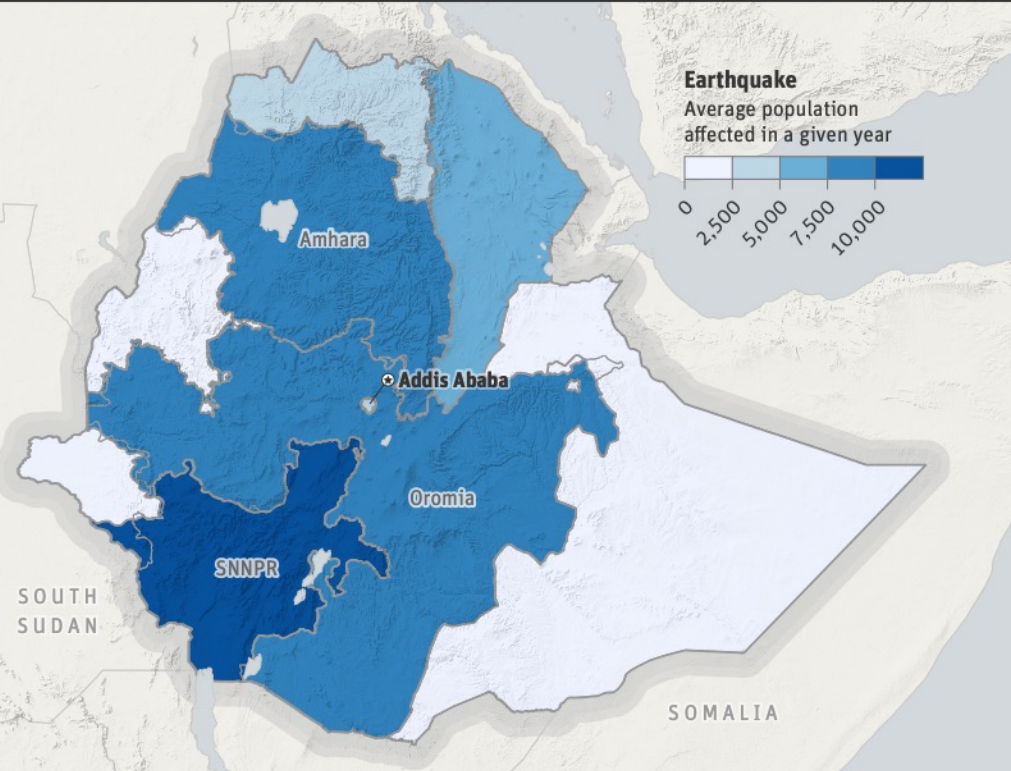 Earthquake
Average population
affected in a given year
0
2,500
5,000
7,500
10,000
Amhara
Addis Ababa
Oromia
SNNPR
SOUTH
SUDAN
SOMALIA